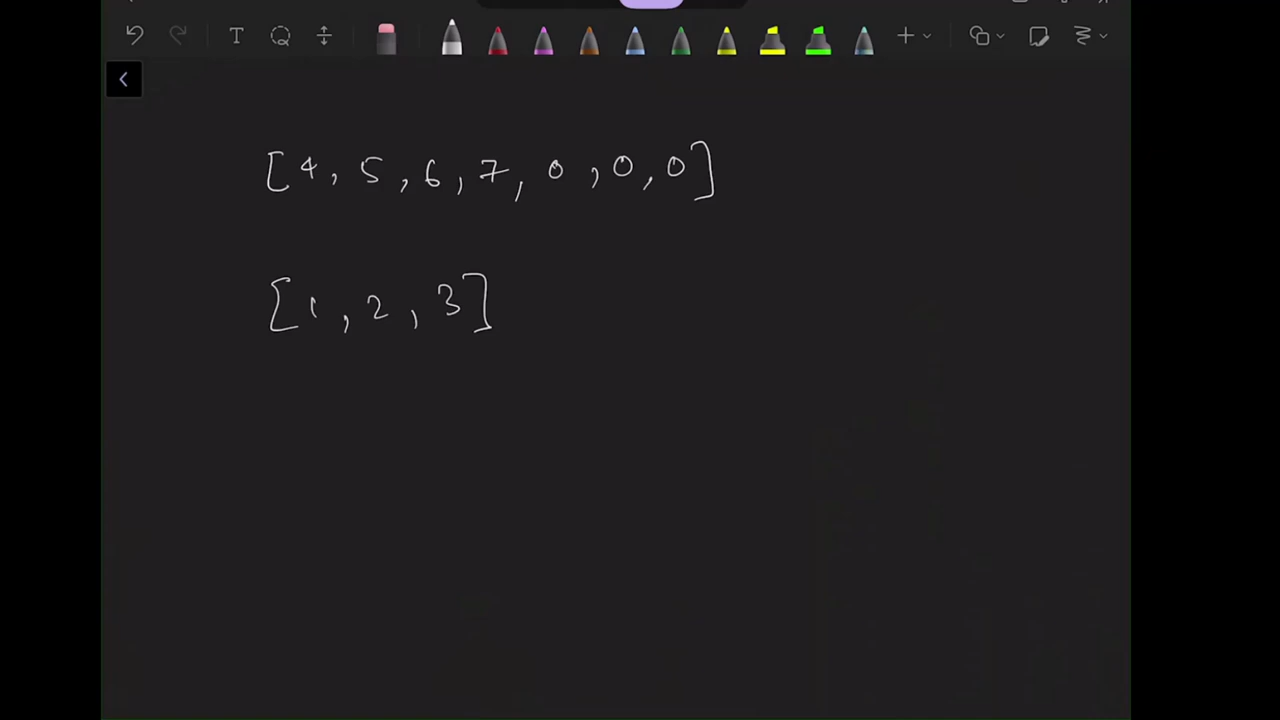 [4, 5, 6, 7, 0, 0, 0]
[1, 2, 3]